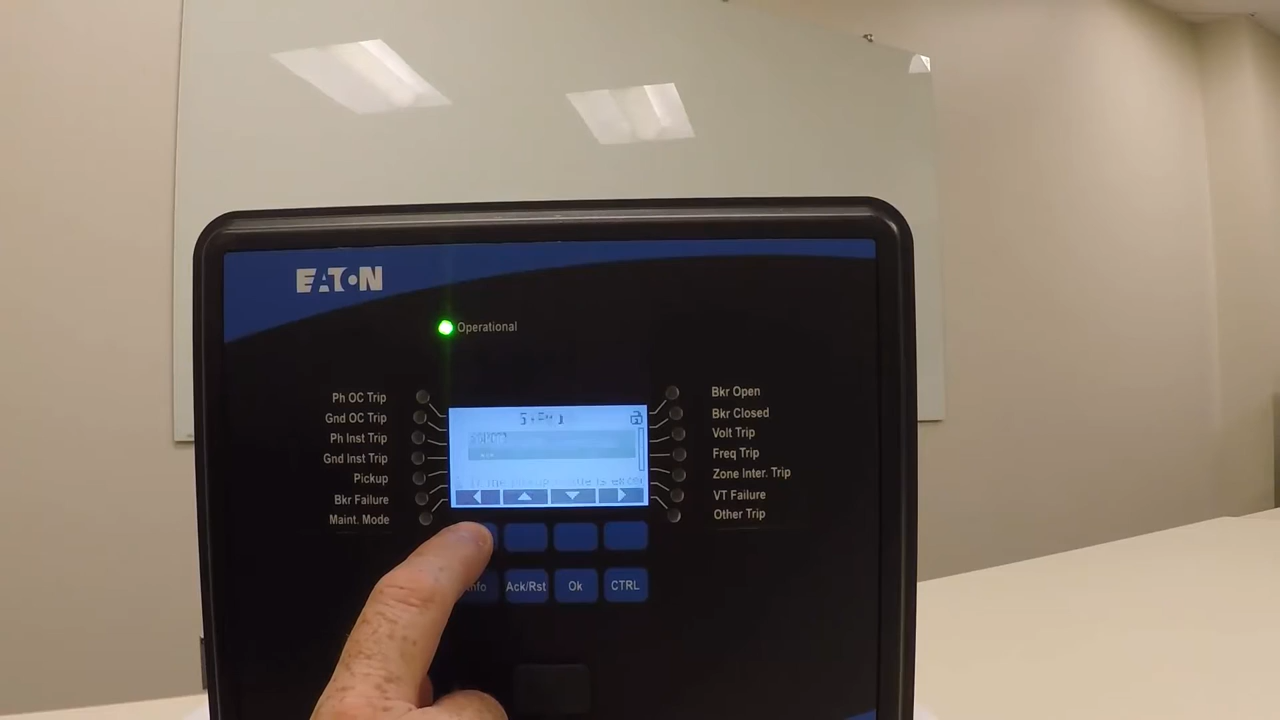 EATON
Operational
Ph OC Trip
Gnd OC Trip
Ph Inst Trip
Gnd Inst Trip
Pickup
Bkr Failure
Maint. Mode
Bkr Open
Bkr Closed
Volt Trip
Freq Trip
Zone Inter. Trip
VT Failure
Other Trip
Ack/Rst
Ok
CTRL